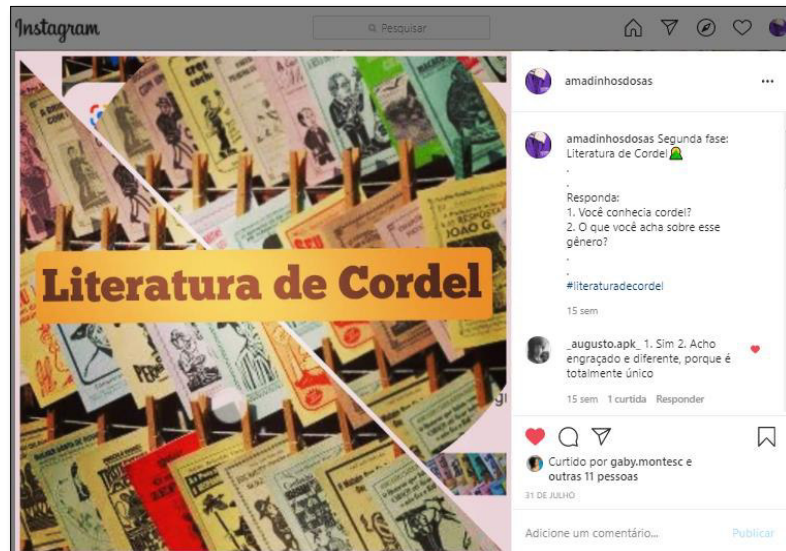 Instagram
Pesquisar
Literatura de Cordel
amadinhosdosas
amadinhosdosas Segunda fase:
Literatura de Cordel
.
.
Responda:
1. Você conhecia cordel?
2. O que você acha sobre esse
gênero?
.
.
#literaturadecordel
15 sem
_augusto.apk_ 1. Sim 2. Acho
engraçado e diferente, porque é
totalmente único
15 sem 1 curtida Responder
Curtido por gaby.montesc e
outras 11 pessoas
31 DE JULHO
Adicione um comentário... Publicar